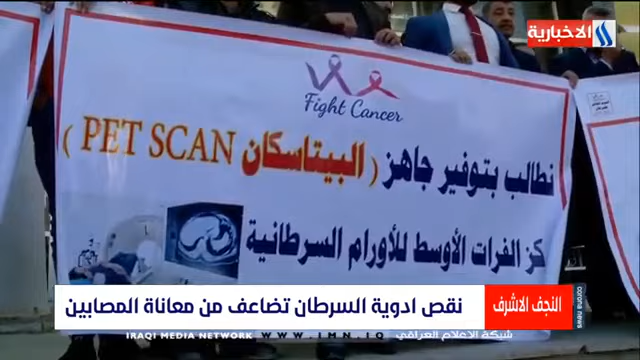 الاخبارية
Fight Cancer
نطالب بتوفير جاهز ( البيتاسكان PET SCAN )
كز الفرات الأوسط للأورام السرطانية
النجف الاشرف
نقص ادوية السرطان تضاعف من معاناة المصابين
IRAQI MEDIA NETWORK WWW.IMN.IQ شبكة الاعلام العراقي